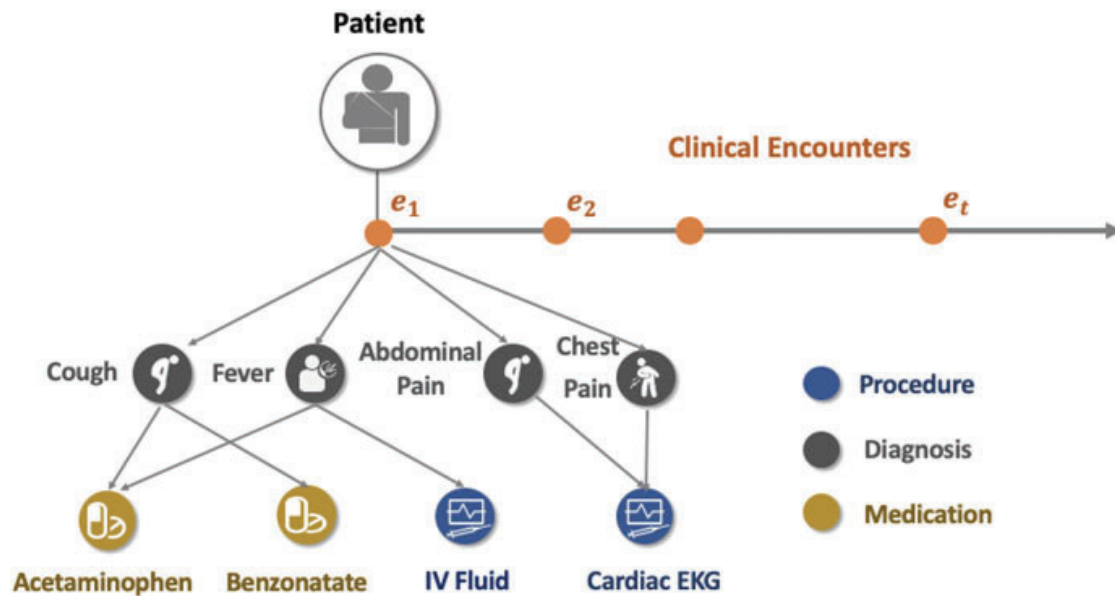 Patient
Clinical Encounters
e₁
e₂
eₜ
Cough
Fever
Abdominal
Pain
Chest
Pain
Procedure
Diagnosis
Medication
Acetaminophen
Benzonatate
IV Fluid
Cardiac EKG